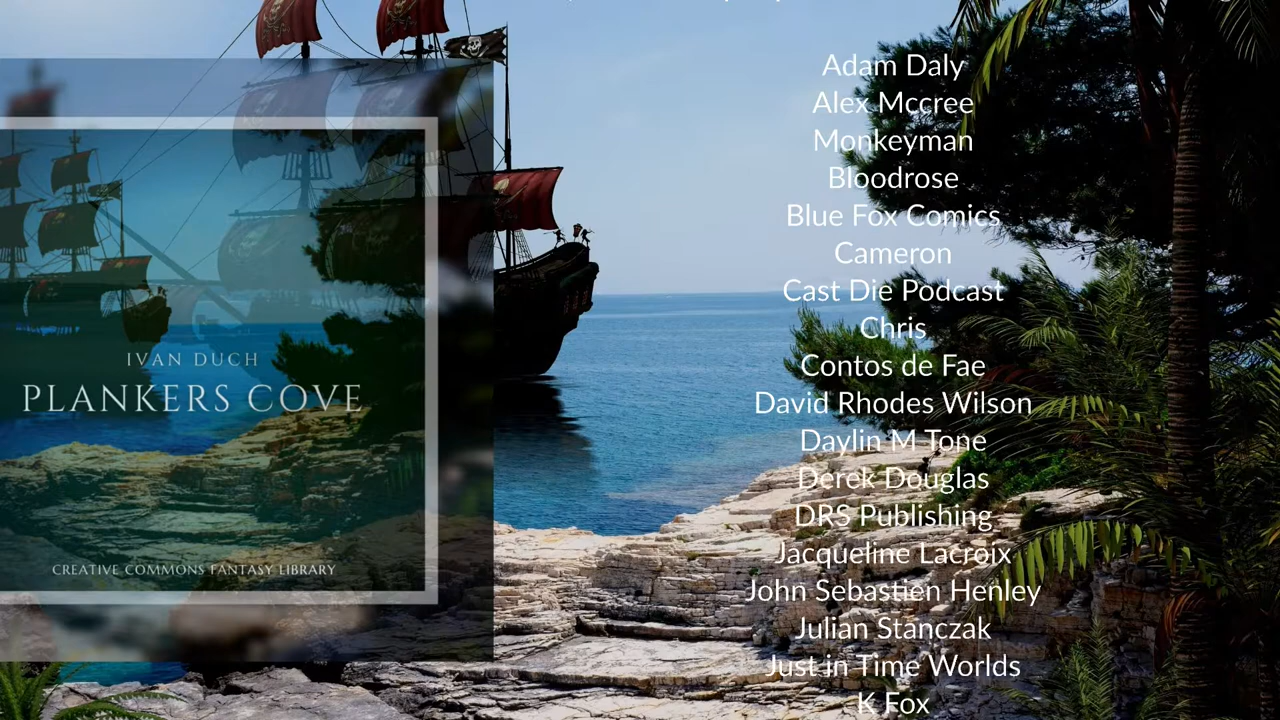 IVAN DUCH
PLANKERS COVE
CREATIVE COMMONS FANTASY LIBRARY
Adam Daly
Alex Mccree
Monkeyman
Bloodrose
Blue Fox Comics
Cameron
Cast Die Podcast
Chris
Contos de Fae
David Rhodes Wilson
Daylin M Tone
Derek Douglas
DRS Publishing
Jacqueline Lacroix
John Sebastien Henley
Julian Stanczak
Just in Time Worlds
K Fox